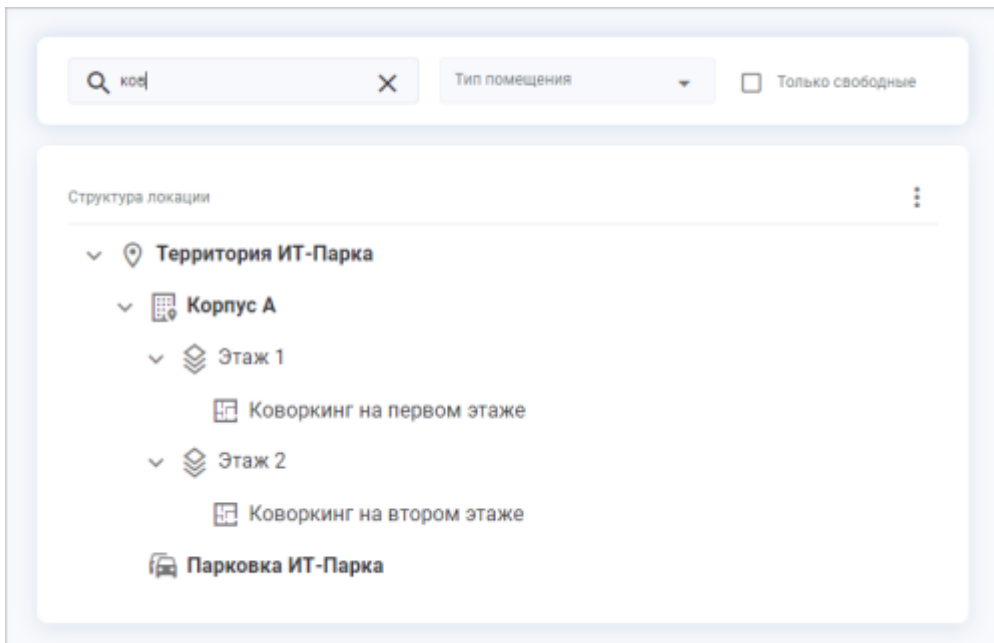 ков
Тип помещения
Только свободные
Структура локации
Территория ИТ-Парка
Корпус А
Этаж 1
Коворкинг на первом этаже
Этаж 2
Коворкинг на втором этаже
Парковка ИТ-Парка